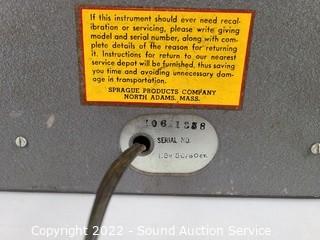 If this instrument should ever need recal-
ibration or servicing, please write giving
model and serial number, along with com-
plete details of the reason for returning
it. Instructions for return to our nearest
service depot will be furnished, thus saving
you time and avoiding unnecessary dam-
age in transportation.
SPRAGUE PRODUCTS COMPANY
NORTH ADAMS, MASS.
SERIAL NO.
Copyright 2022 - Sound Auction Service